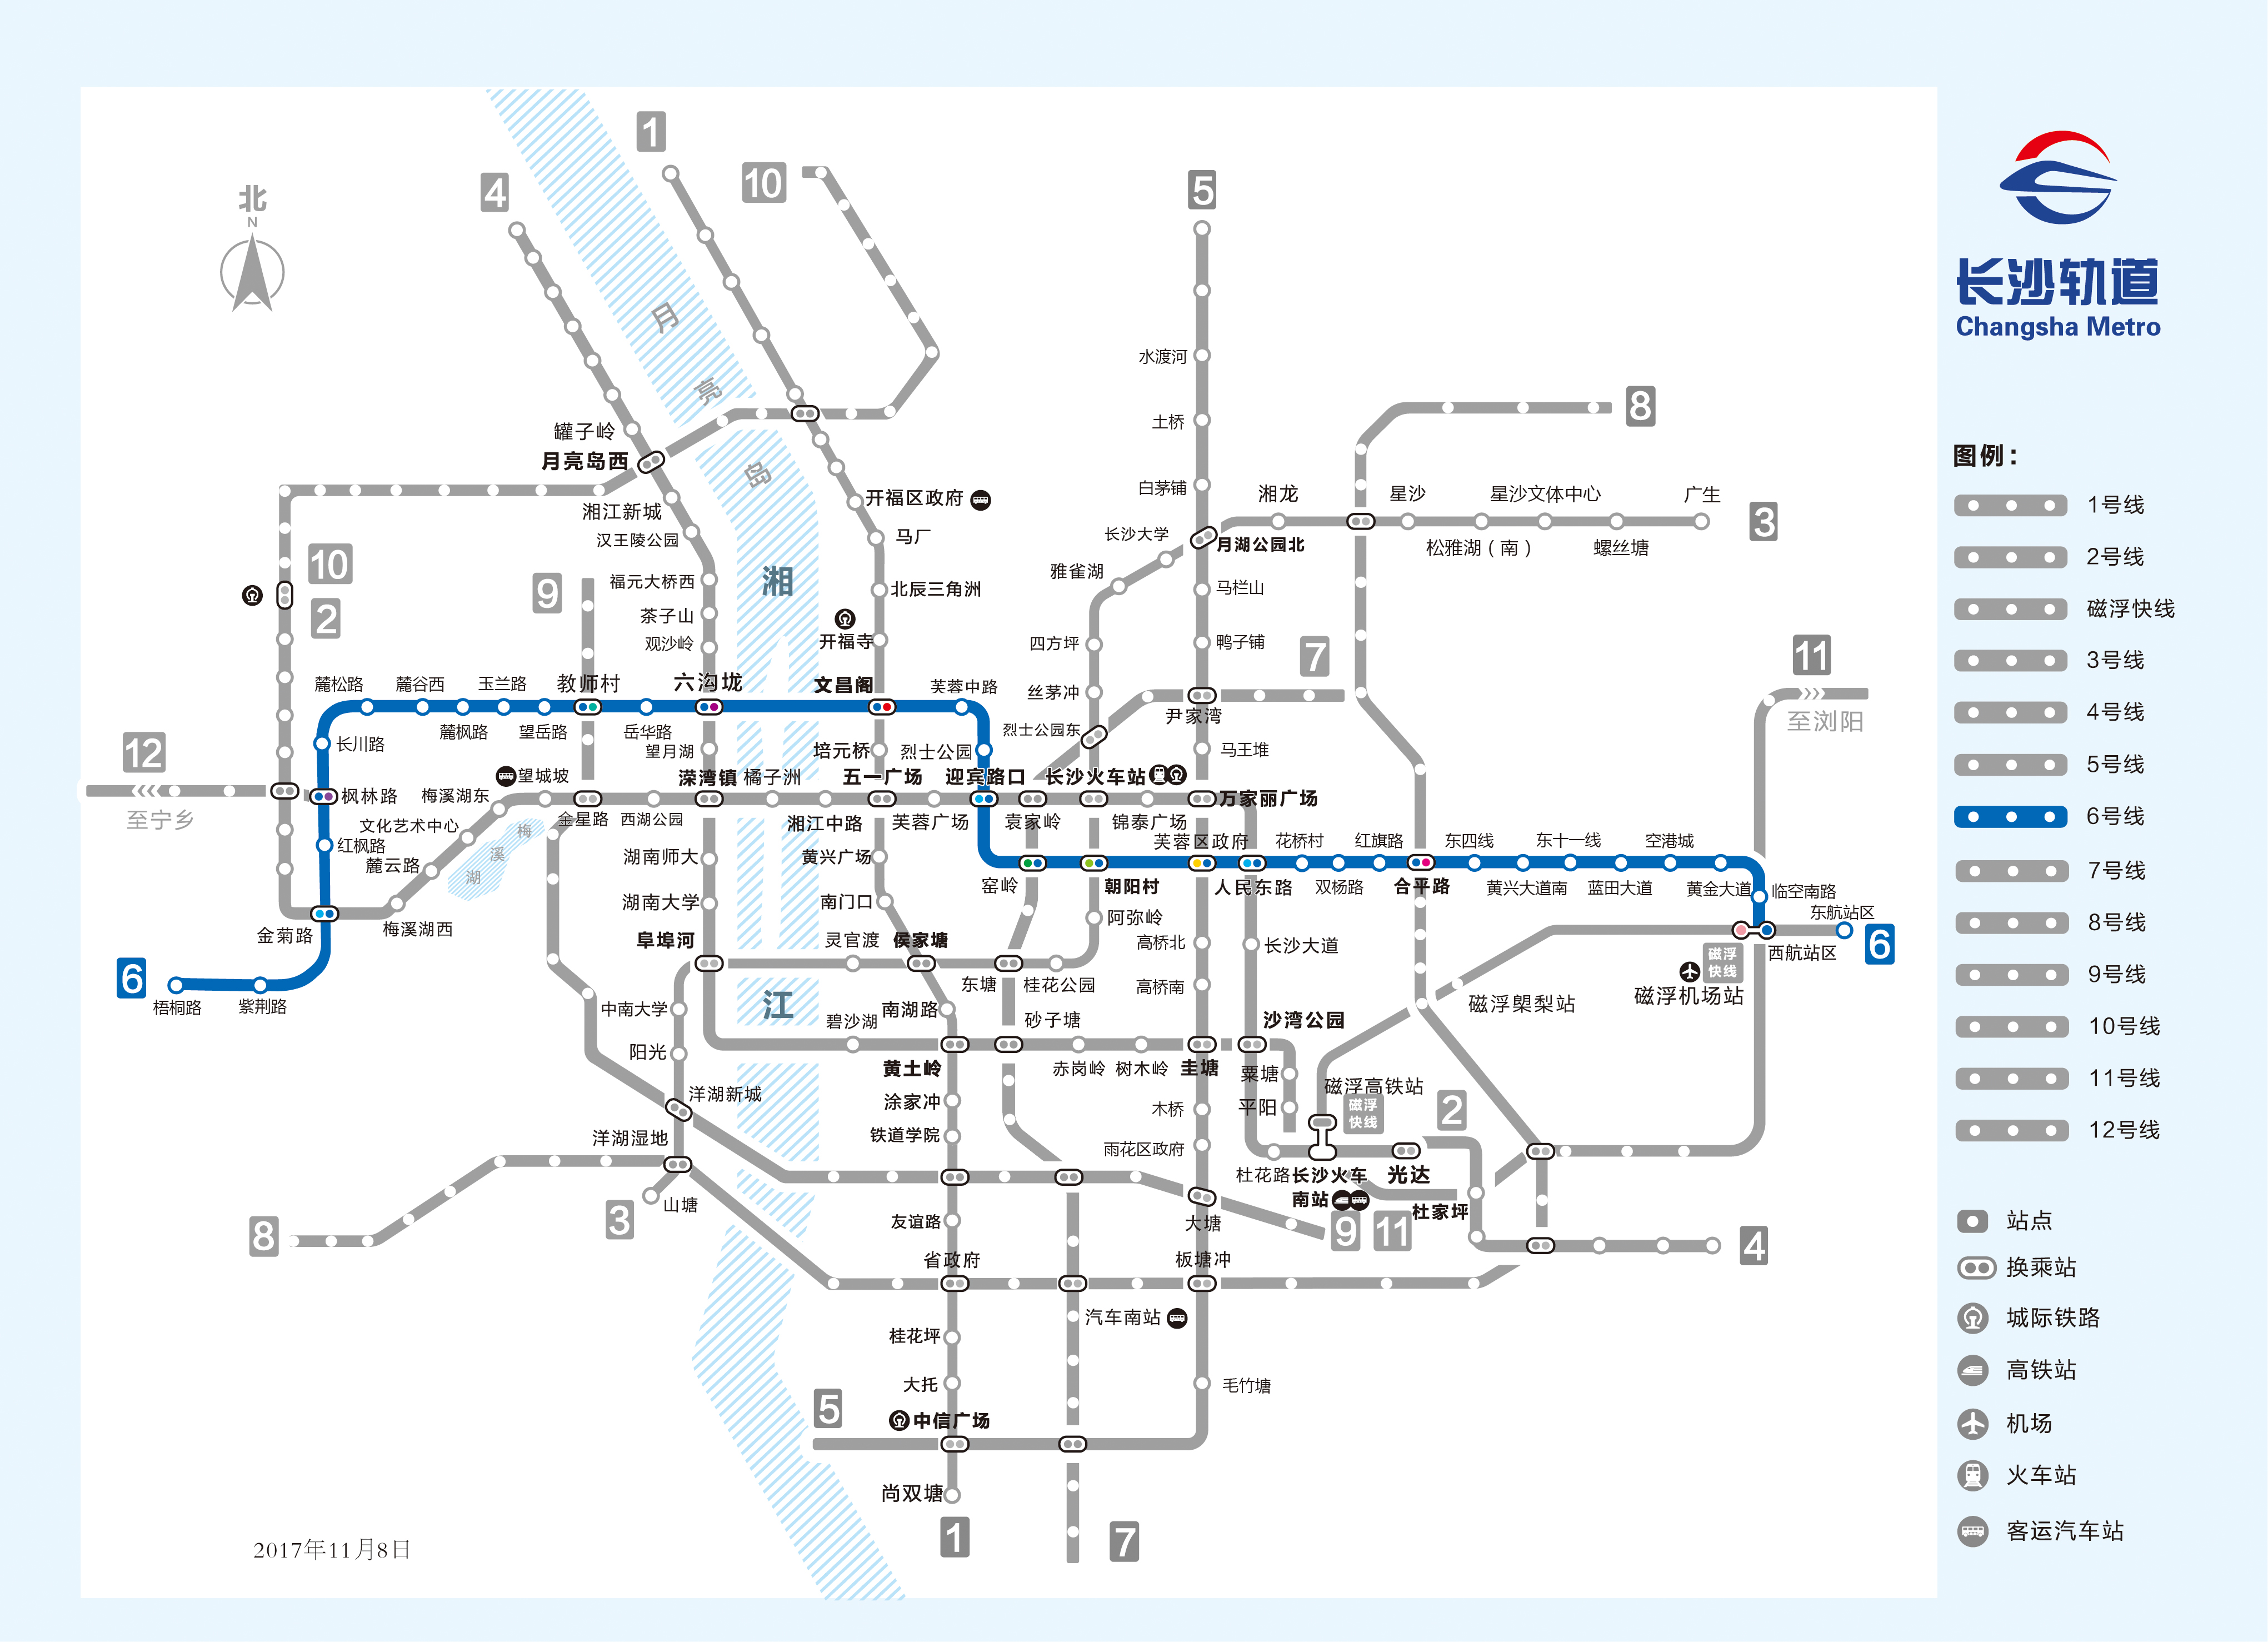 1
10
4
5
北
N
长沙轨道
Changsha Metro
月
水渡河
亮
8
土桥
罐子岭
月亮岛西
图例：
岛
白茅铺
湘龙
星沙
星沙文体中心
广生
开福区政府
1号线
湘江新城
3
马厂
长沙大学
汉王陵公园
月湖公园北
松雅湖（南）
螺丝塘
2号线
10
9
福元大桥西
湘
北辰三角洲
雅雀湖
马栏山
2
茶子山
磁浮快线
观沙岭
开福寺
四方坪
鸭子铺
7
11
3号线
麓松路
麓谷西
玉兰路
教师村
六沟垅
文昌阁
芙蓉中路
丝茅冲
尹家湾
至浏阳
4号线
麓枫路
望岳路
岳华路
烈士公园东
长川路
望月湖
培元桥
烈士公园
马王堆
12
5号线
望城坡
溁湾镇
橘子洲
五一广场
迎宾路口
长沙火车站
枫林路
梅溪湖东
万家丽广场
至宁乡
文化艺术中心
金星路
西湖公园
湘江中路
芙蓉广场
袁家岭
锦泰广场
6号线
梅
红枫路
芙蓉区政府
花桥村
红旗路
东四线
东十一线
空港城
溪
麓云路
湖南师大
黄兴广场
湖
窑岭
朝阳村
人民东路
双杨路
合平路
黄兴大道南
蓝田大道
黄金大道
临空南路
7号线
湖南大学
南门口
阿弥岭
东航站区
金菊路
梅溪湖西
阜埠河
灵官渡
侯家塘
高桥北
长沙大道
6
8号线
磁浮
快线
西航站区
6
梧桐路
紫荆路
东塘
桂花公园
高桥南
磁浮机场站
9号线
中南大学
江
南湖路
磁浮㮾梨站
碧沙湖
砂子塘
沙湾公园
10号线
阳光
黄土岭
赤岗岭
树木岭
圭塘
粟塘
磁浮高铁站
11号线
洋湖新城
涂家冲
木桥
平阳
磁浮
快线
2
洋湖湿地
铁道学院
雨花区政府
12号线
山塘
杜花路
长沙火车
南站
光达
3
友谊路
大塘
杜家坪
站点
8
9
11
4
省政府
板塘冲
换乘站
汽车南站
城际铁路
桂花坪
高铁站
大托
毛竹塘
5
中信广场
机场
火车站
尚双塘
1
7
客运汽车站
2017年11月8日